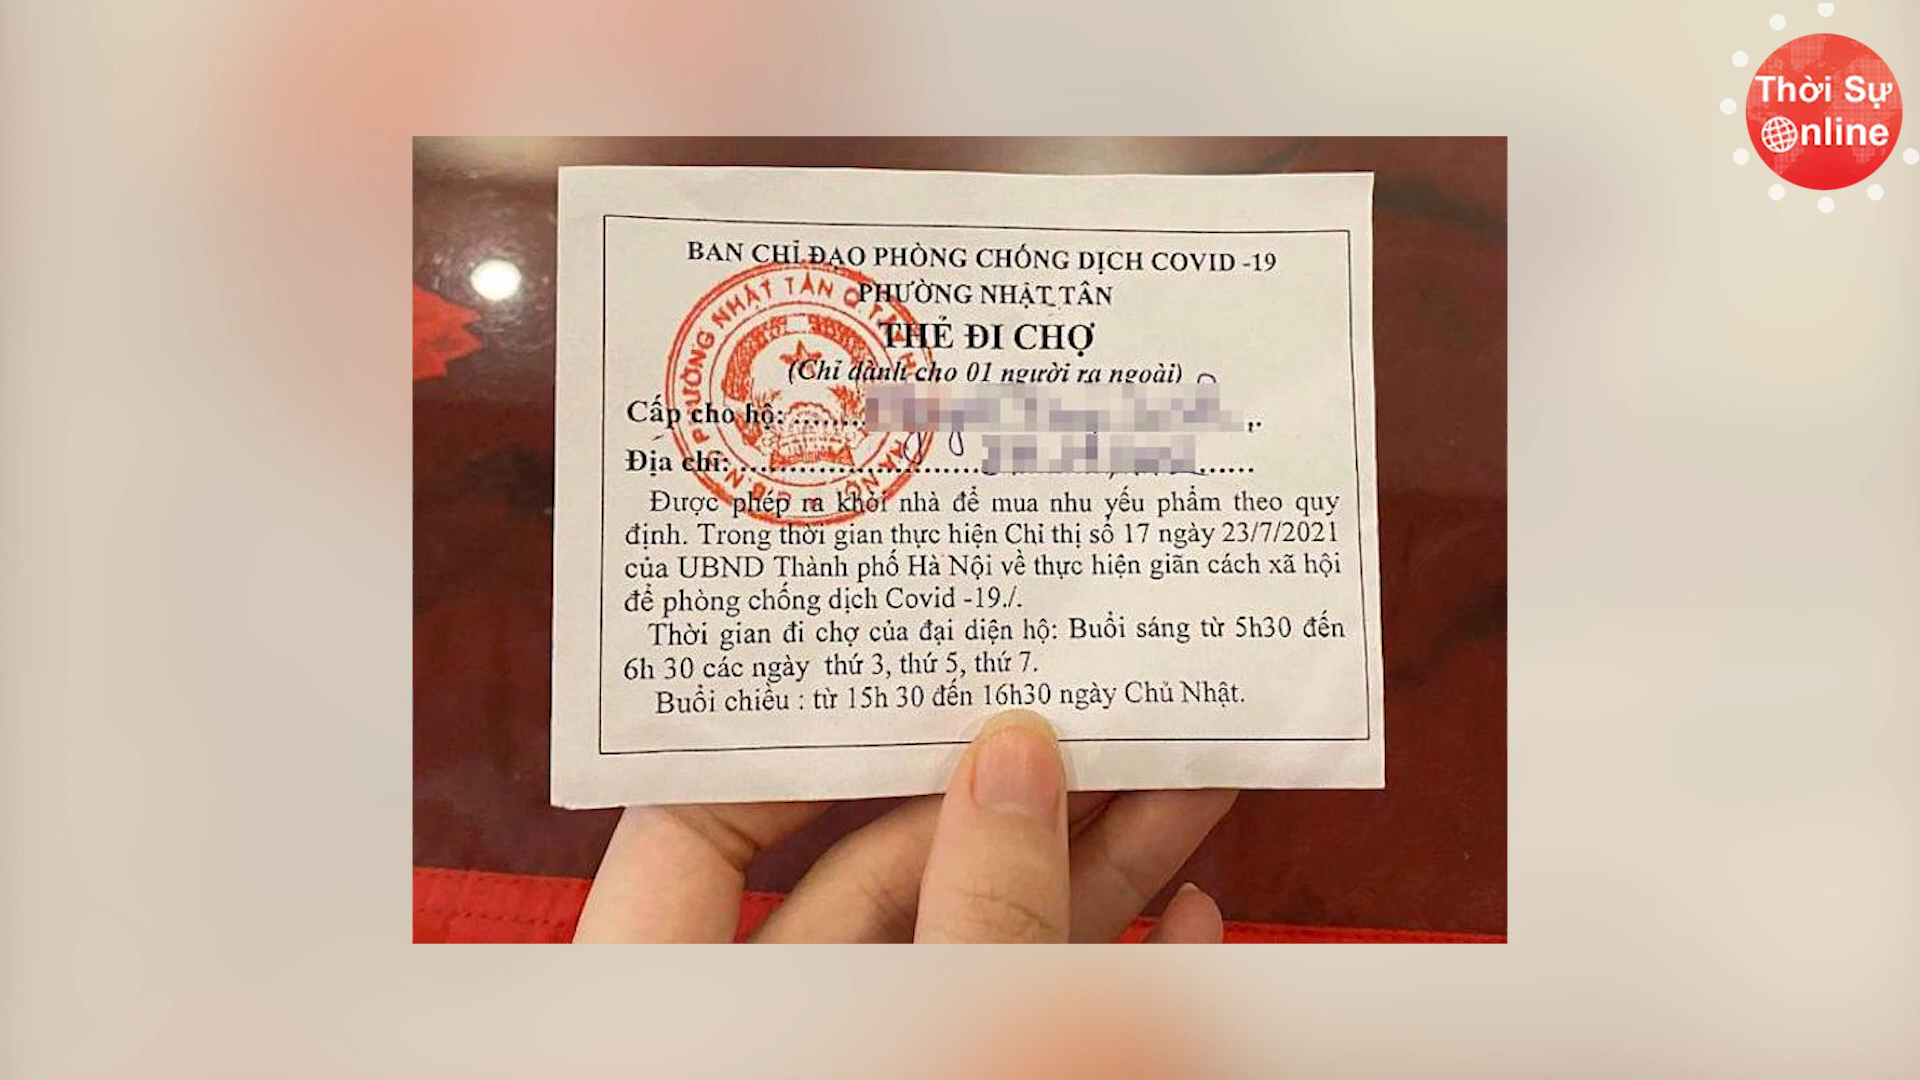 Thời Sự
Online
BAN CHỈ ĐẠO PHÒNG CHỐNG DỊCH COVID -19
PHƯỜNG NHẬT TÂN
THẺ ĐI CHỢ
(Chỉ dành cho 01 người ra ngoài)
Cấp cho hộ:
Địa chỉ:
Được phép ra khỏi nhà để mua nhu yếu phẩm theo quy
định. Trong thời gian thực hiện Chỉ thị số 17 ngày 23/7/2021
của UBND Thành phố Hà Nội về thực hiện giãn cách xã hội
để phòng chống dịch Covid -19./.
Thời gian đi chợ của đại diện hộ: Buổi sáng từ 5h30 đến
6h 30 các ngày thứ 3, thứ 5, thứ 7.
Buổi chiều : từ 15h 30 đến 16h30 ngày Chủ Nhật.
PHƯỜNG NHẬT TÂN Q.